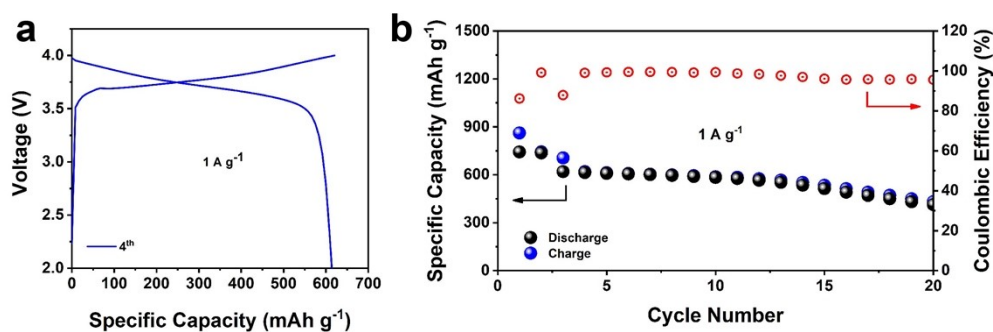 a
Voltage (V)
4.0
3.5
3.0
2.5
2.0
1 A g-1
4th
0 100 200 300 400 500 600 700
Specific Capacity (mAh g-1)
b
Specific Capacity (mAh g-1)
1500
1200
900
600
300
0
1 A g-1
Discharge
Charge
0 5 10 15 20
Cycle Number
120
100
80
60
40
20
0
Coulombic Efficiency (%)